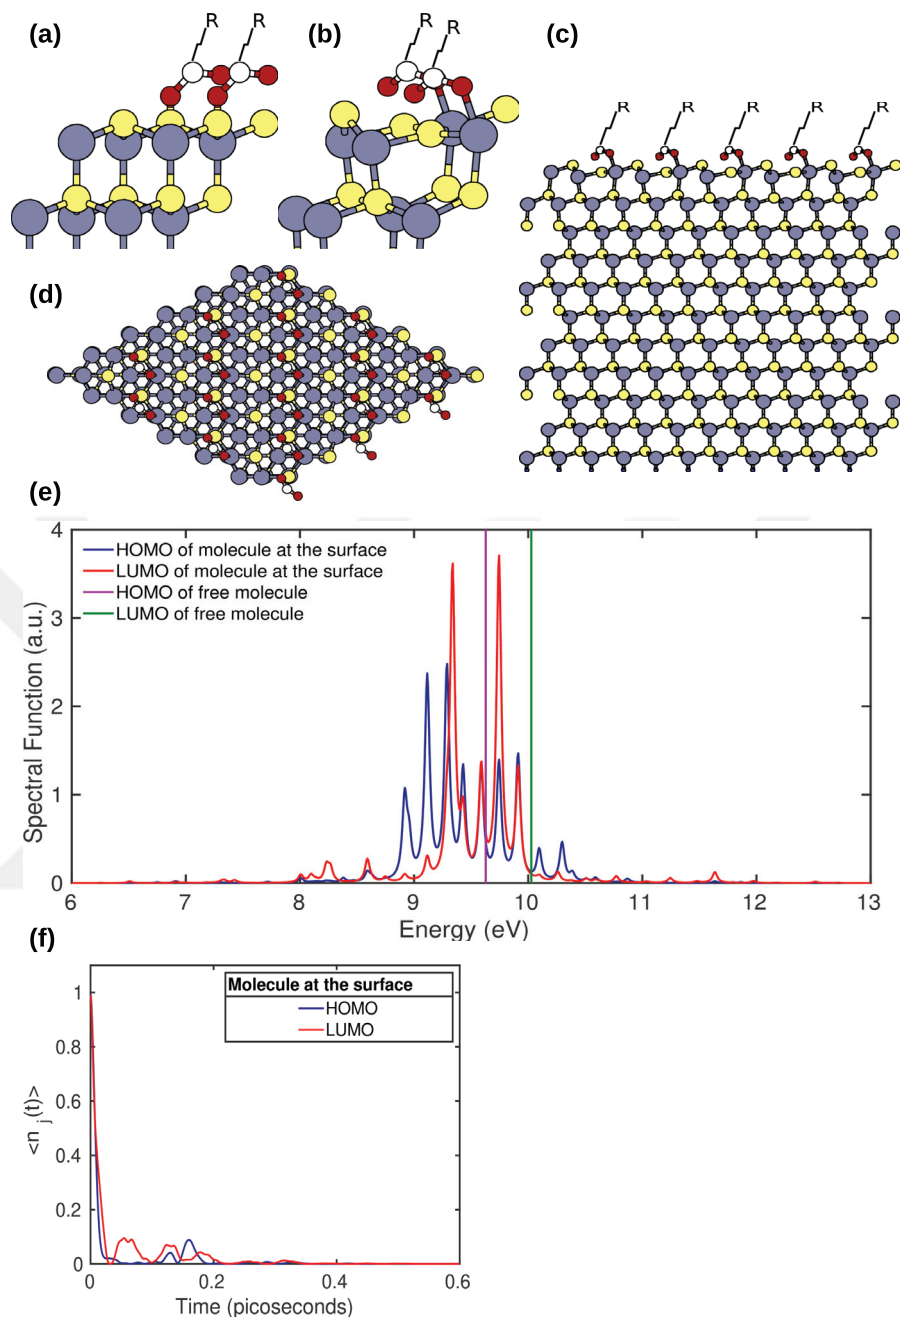 (a)
R
R
(b)
R
R
(c)
R
R
R
R
R
(d)
(e)
4
3
2
1
0
HOMO of molecule at the surface
LUMO of molecule at the surface
HOMO of free molecule
LUMO of free molecule
Spectral Function (a.u.)
6
7
8
9
10
11
12
13
Energy (eV)
(f)
1
0.8
0.6
0.4
0.2
0
Molecule at the surface
HOMO
LUMO
<n j(t)>
0
0.2
0.4
0.6
Time (picoseconds)